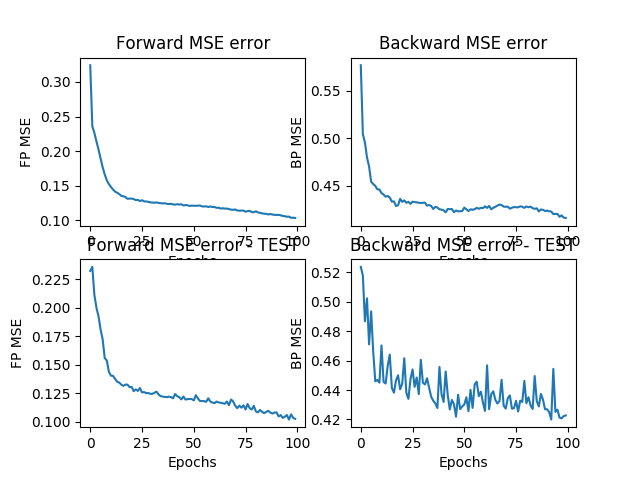 Forward MSE error
FP MSE
0.30
0.25
0.20
0.15
0.10
0 25 50 75 100
Epochs
Backward MSE error
BP MSE
0.55
0.50
0.45
0 25 50 75 100
Epochs
Forward MSE error - TEST
FP MSE
0.225
0.200
0.175
0.150
0.125
0.100
0 25 50 75 100
Epochs
Backward MSE error - TEST
BP MSE
0.52
0.50
0.48
0.46
0.44
0.42
0 25 50 75 100
Epochs